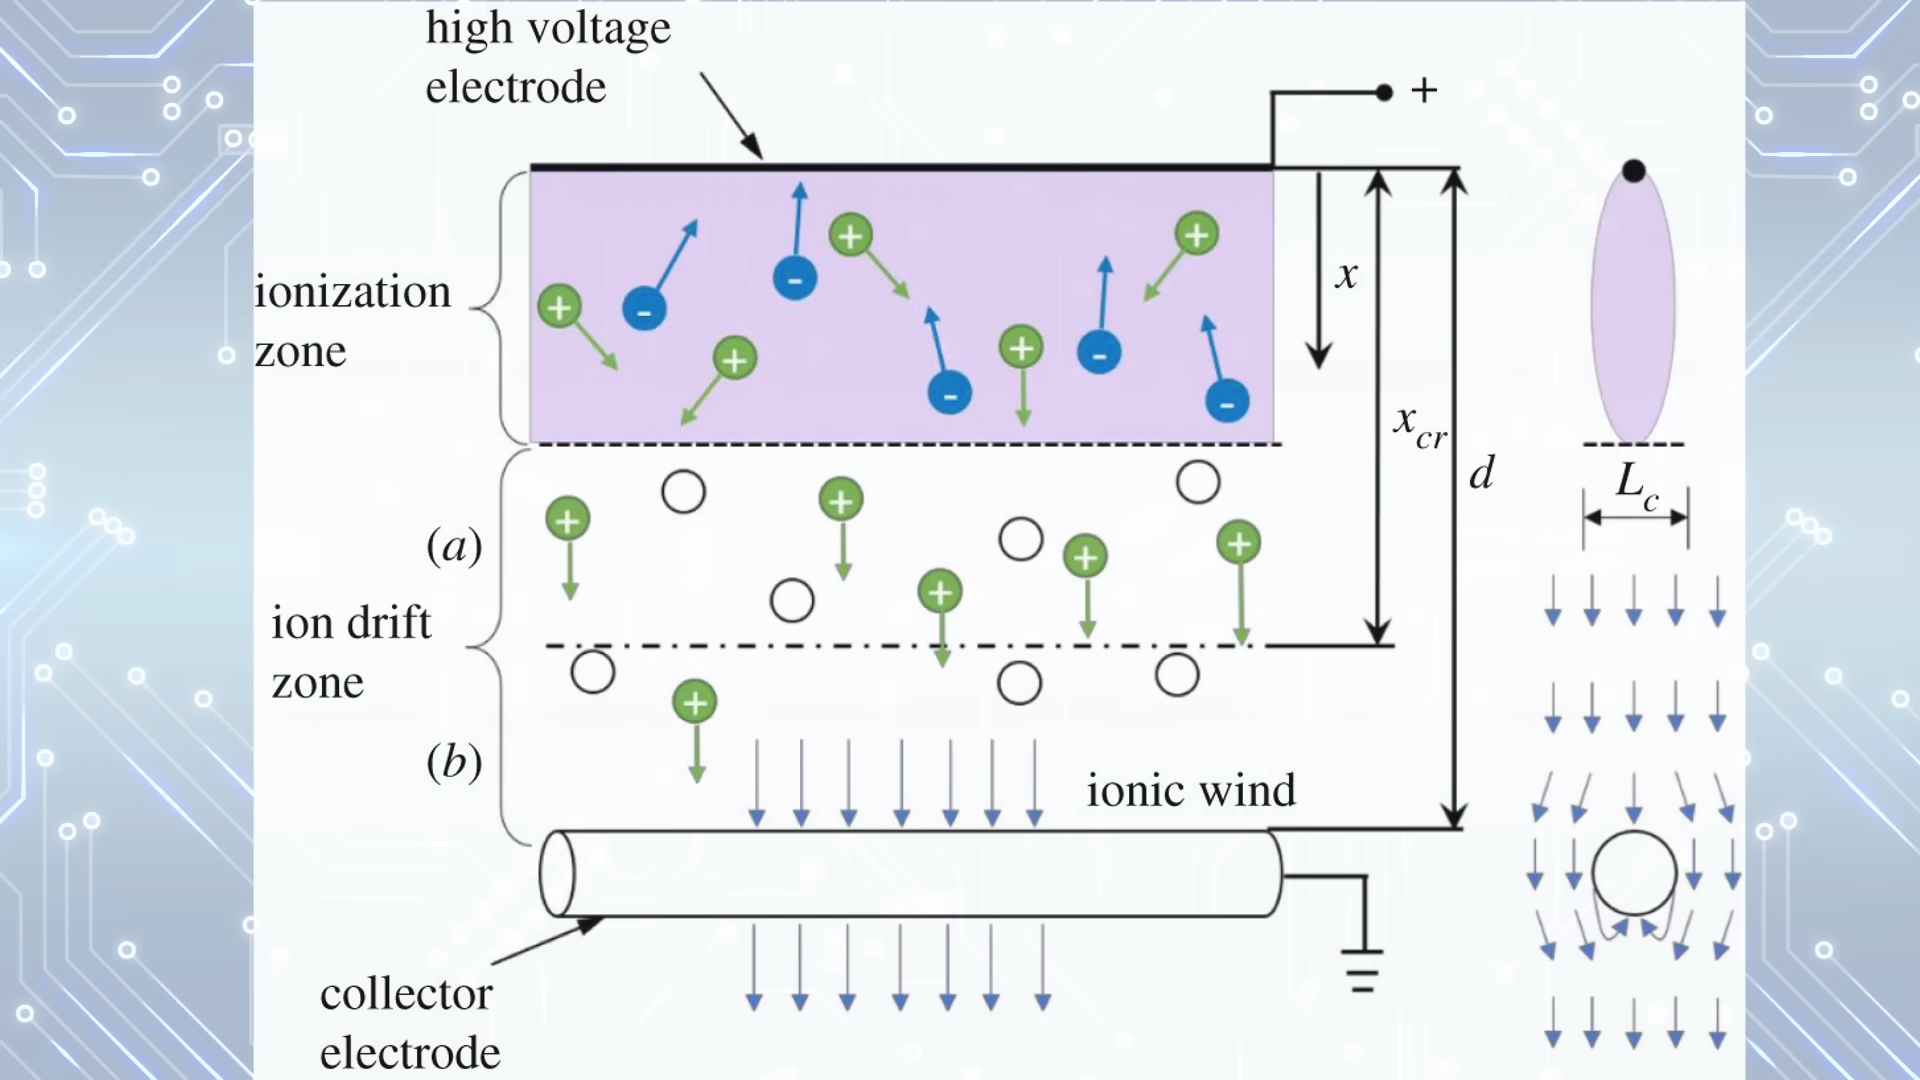 high voltage
electrode
+
ionization
zone
+
-
-
+
+
-
+
-
+
-
x
x_cr
d
L_c
(a)
+
+
+
+
+
ion drift
zone
+
(b)
ionic wind
collector
electrode